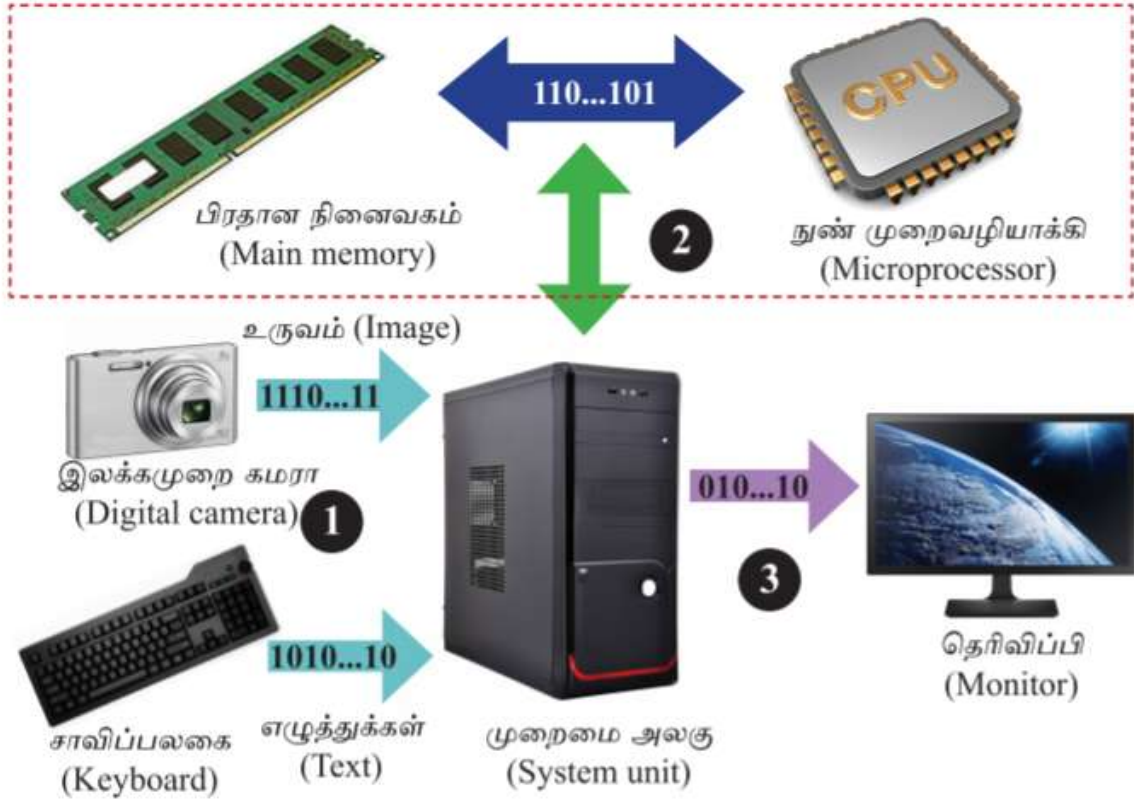 110...101
CPU
பிரதான நினைவகம்
(Main memory)
2
நுண் முறைவழியாக்கி
(Microprocessor)
உருவம் (Image)
1110...11
இலக்கமுறை கமரா
(Digital camera)
1
010...10
3
1010...10
தெரிவிப்பி
(Monitor)
சாவிப்பலகை
(Keyboard)
எழுத்துக்கள்
(Text)
முறைமை அலகு
(System unit)